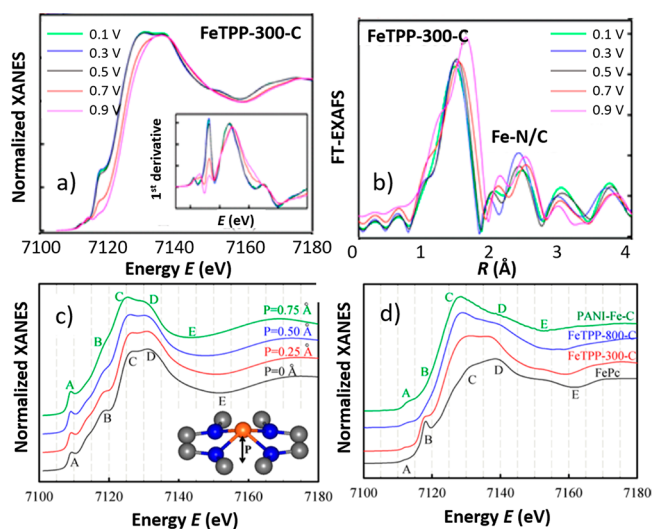 FeTPP-300-C
0.1 V
0.3 V
0.5 V
0.7 V
0.9 V
Normalized XANES
a)
1st derivative
E (eV)
7100 7120 7140 7160 7180
Energy E (eV)
FeTPP-300-C
0.1 V
0.3 V
0.5 V
0.7 V
0.9 V
Fe-N/C
FT-EXAFS
b)
0 1 2 3 4
R (Å)
c)
C D
P=0.75 Å
E
B
A
P=0.50 Å
P=0.25 Å
P=0 Å
C D
B
E
A
P
Normalized XANES
7100 7120 7140 7160 7180
Energy E (eV)
d)
C
D
E
PANI-Fe-C
B
A
FeTPP-800-C
FeTPP-300-C
FePc
C
D
B
E
A
Normalized XANES
7100 7120 7140 7160 7180
Energy E (eV)